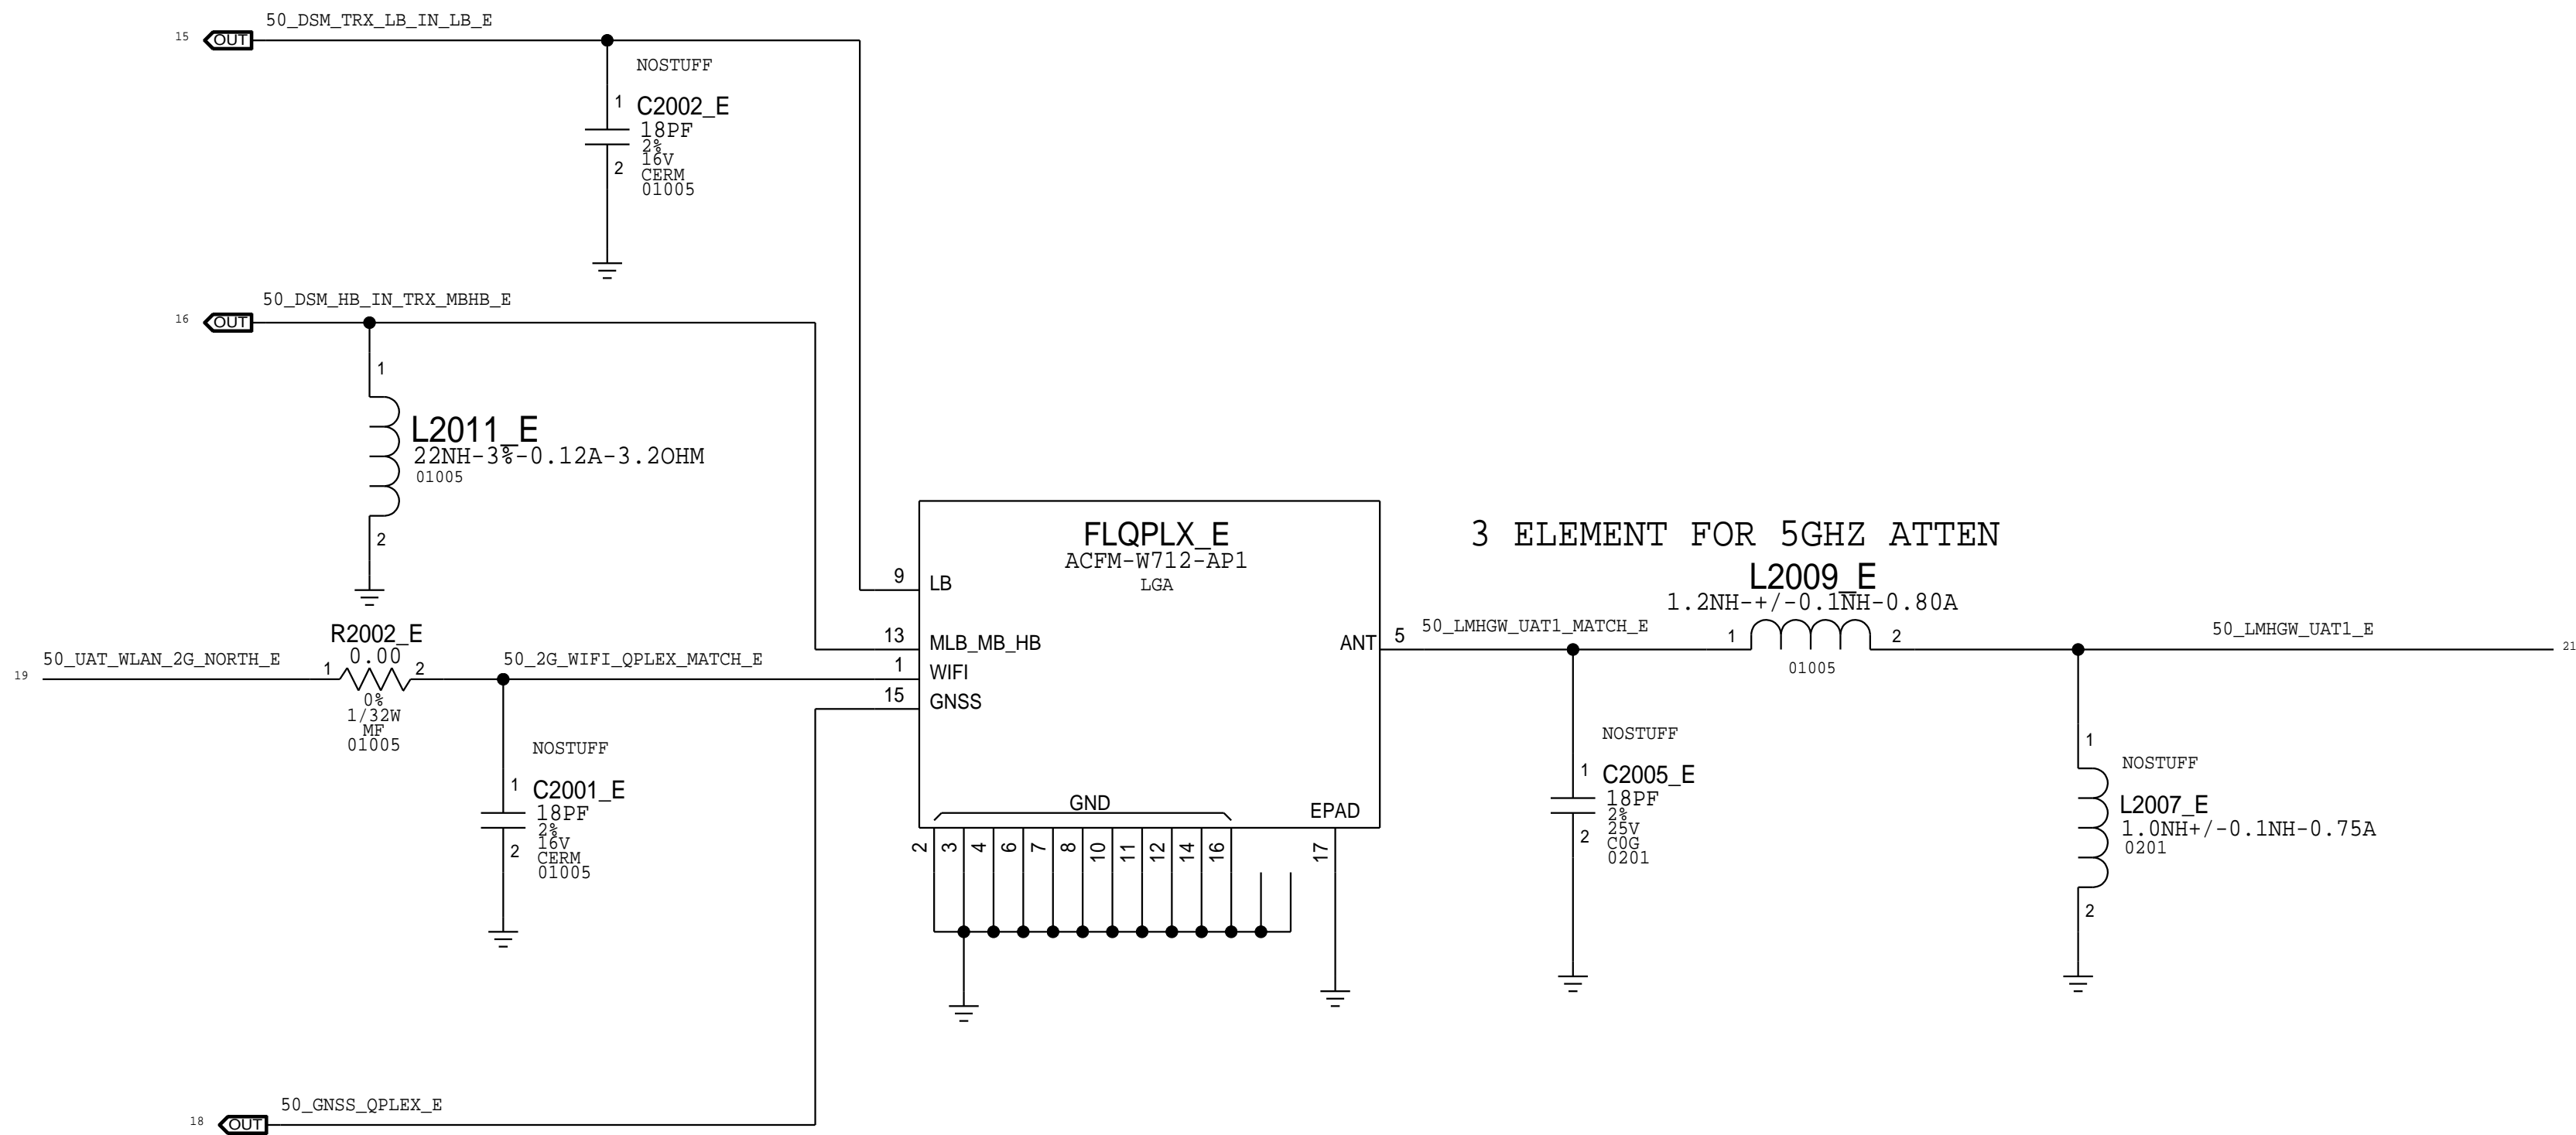 50_DSM_TRX_LB_IN_LB_E
15
OUT
NOSTUFF
1
C2002_E
18PF
2%
16V
2
CERM
01005
50_DSM_HB_IN_TRX_MBHB_E
16
OUT
1
L2011_E
22NH-3%-0.12A-3.2OHM
01005
2
R2002_E
0.00
50_UAT_WLAN_2G_NORTH_E
19
1
2
0%
1/32W
MF
01005
50_2G_WIFI_QPLEX_MATCH_E
NOSTUFF
1
C2001_E
18PF
2%
16V
2
CERM
01005
FLQPLX_E
ACFM-W712-AP1
LGA
9
LB
13
MLB_MB_HB
1
WIFI
15
GNSS
ANT
5
GND
EPAD
2
3
4
6
7
8
10
11
12
14
16
17
3 ELEMENT FOR 5GHZ ATTEN
L2009_E
1.2NH-+/-0.1NH-0.80A
50_LMHGW_UAT1_MATCH_E
1
2
01005
50_LMHGW_UAT1_E
21
NOSTUFF
1
C2005_E
18PF
2%
25V
2
C0G
0201
1
NOSTUFF
L2007_E
1.0NH+/-0.1NH-0.75A
0201
2
50_GNSS_QPLEX_E
18
OUT